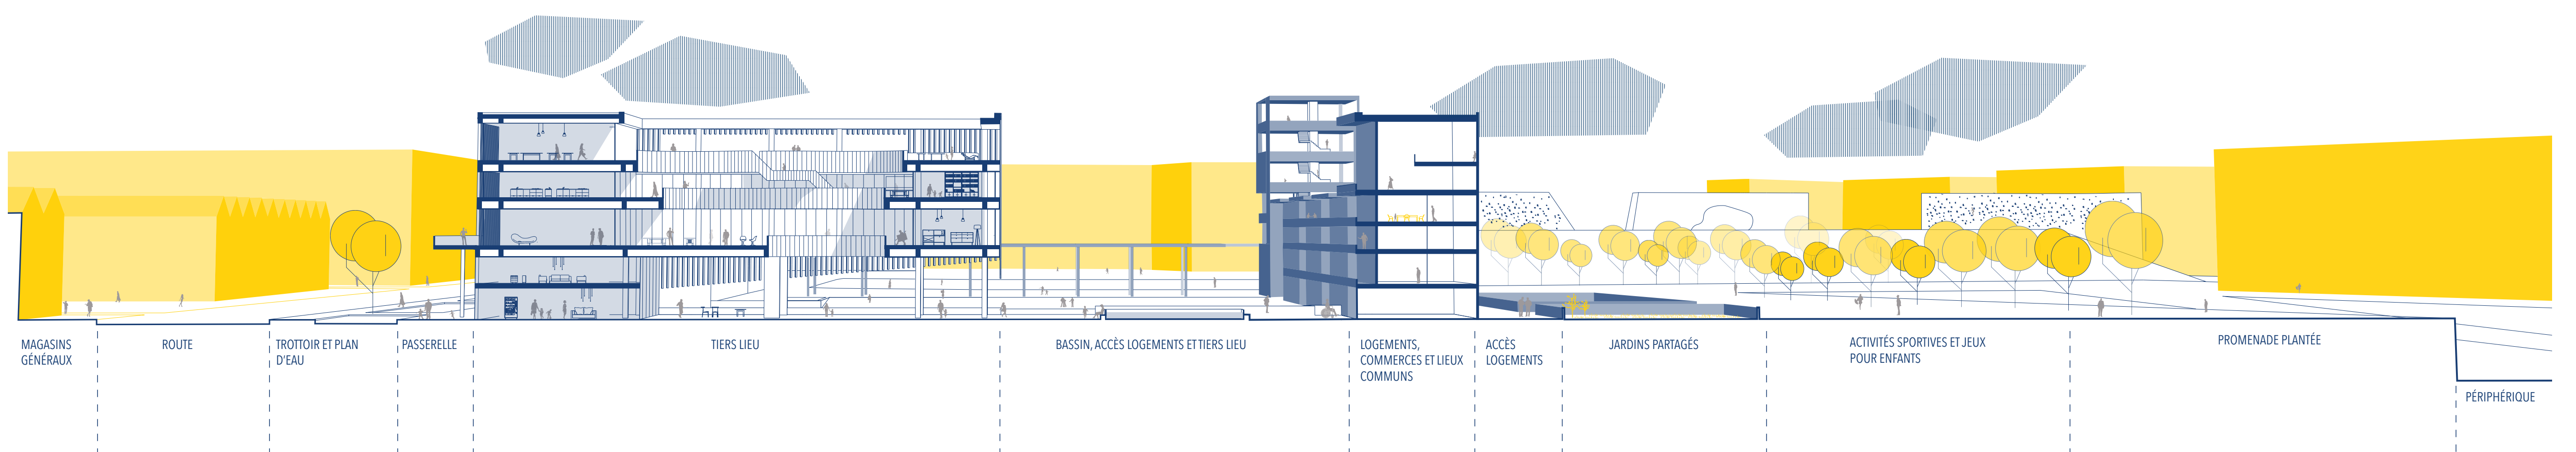 MAGASINS
GÉNÉRAUX
ROUTE
TROTTOIR ET PLAN
D'EAU
PASSERELLE
TIERS LIEU
BASSIN, ACCÈS LOGEMENTS ET TIERS LIEU
LOGEMENTS,
COMMERCES ET LIEUX
COMMUNS
ACCÈS
LOGEMENTS
JARDINS PARTAGÉS
ACTIVITÉS SPORTIVES ET JEUX
POUR ENFANTS
PROMENADE PLANTÉE
PÉRIPHÉRIQUE